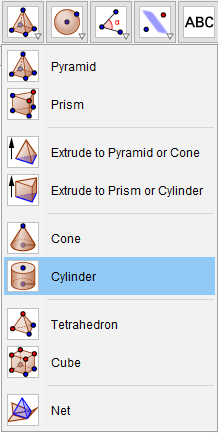 α
ABC
Pyramid
Prism
Extrude to Pyramid or Cone
Extrude to Prism or Cylinder
Cone
Cylinder
Tetrahedron
Cube
Net